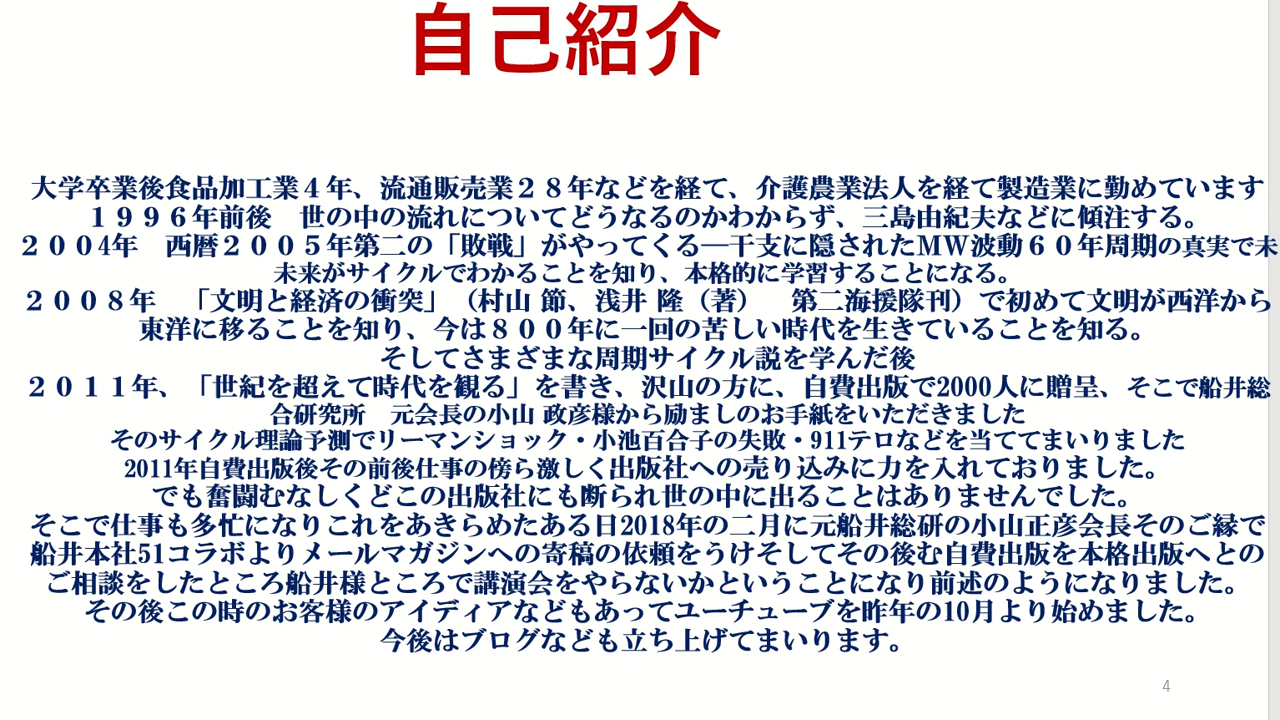 自己紹介
大学卒業後食品加工業４年、流通販売業２８年などを経て、介護農業法人を経て製造業に勤めています
１９９６年前後　世の中の流れについてどうなるのかわからず、三島由紀夫などに傾注する。
２００4年　西暦２００５年第二の「敗戦」がやってくる―干支に隠されたMW波動６０年周期の真実で未
未来がサイクルでわかることを知り、本格的に学習することになる。
２００８年　「文明と経済の衝突」（村山 節、浅井 隆（著）　第二海援隊刊）で初めて文明が西洋から
東洋に移ることを知り、今は８００年に一回の苦しい時代を生きていることを知る。
そしてさまざまな周期サイクル説を学んだ後
２０１１年、「世紀を超えて時代を観る」を書き、沢山の方に、自費出版で2000人に贈呈、そこで船井総
合研究所　元会長の小山 政彦様から励ましのお手紙をいただきました
そのサイクル理論予測でリーマンショック・小池百合子の失敗・911テロなどを当ててまいりました
2011年自費出版後その前後仕事の傍ら激しく出版社への売り込みに力を入れておりました。
でも奮闘むなしくどこの出版社にも断られ世の中に出ることはありませんでした。
そこで仕事も多忙になりこれをあきらめたある日2018年の二月に元船井総研の小山正彦会長そのご縁で
船井本社51コラボよりメールマガジンへの寄稿の依頼をうけそしてその後む自費出版を本格出版へとの
ご相談をしたところ船井様ところで講演会をやらないかということになり前述のようになりました。
その後この時のお客様のアイディアなどもあってユーチューブを昨年の10月より始めました。
今後はブログなども立ち上げてまいります。
4